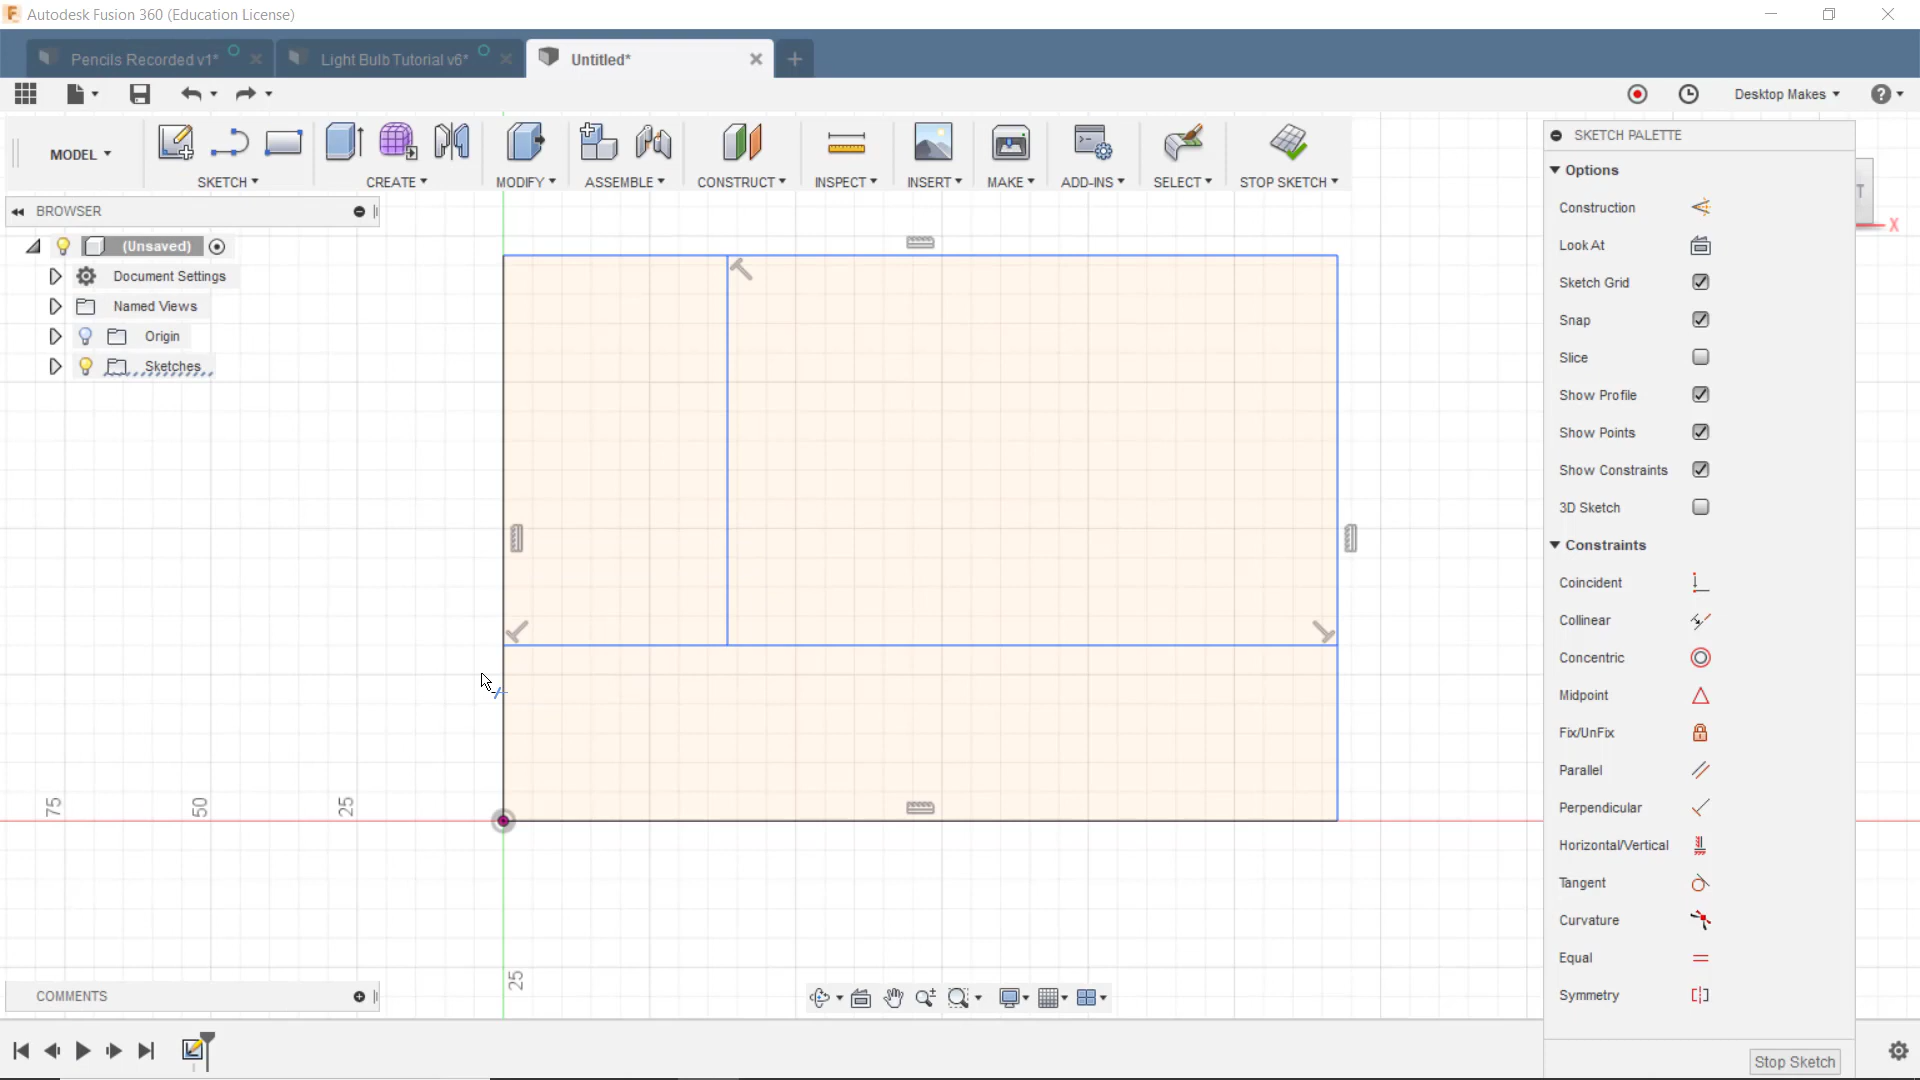 Autodesk Fusion 360 (Education License)
Pencils Recorded v1*
Light Bulb Tutorial v6*
Untitled*
Desktop Makes
MODEL
SKETCH
CREATE
MODIFY
ASSEMBLE
CONSTRUCT
INSPECT
INSERT
MAKE
ADD-INS
SELECT
STOP SKETCH
BROWSER
(Unsaved)
Document Settings
Named Views
Origin
Sketches
75
50
25
25
SKETCH PALETTE
Options
Construction
Look At
Sketch Grid
Snap
Slice
Show Profile
Show Points
Show Constraints
3D Sketch
Constraints
Coincident
Collinear
Concentric
Midpoint
Fix/UnFix
Parallel
Perpendicular
Horizontal/Vertical
Tangent
Curvature
Equal
Symmetry
Stop Sketch
T
X
COMMENTS